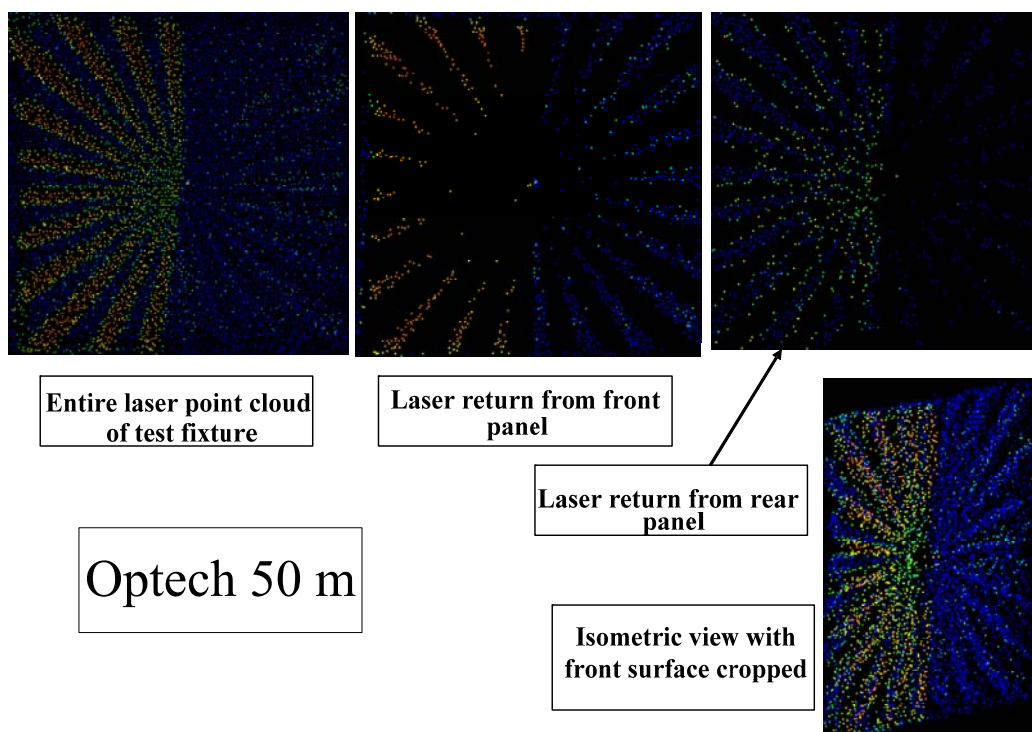 Entire laser point cloud
of test fixture
Laser return from front
panel
Laser return from rear
panel
Optech 50 m
Isometric view with
front surface cropped